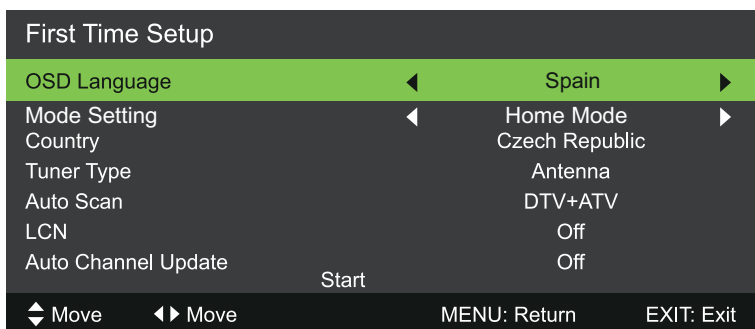 First Time Setup
OSD Language Spain
Mode Setting Home Mode
Country Czech Republic
Tuner Type Antenna
Auto Scan DTV+ATV
LCN Off
Auto Channel Update Off
Start
Move Move MENU: Return EXIT: Exit